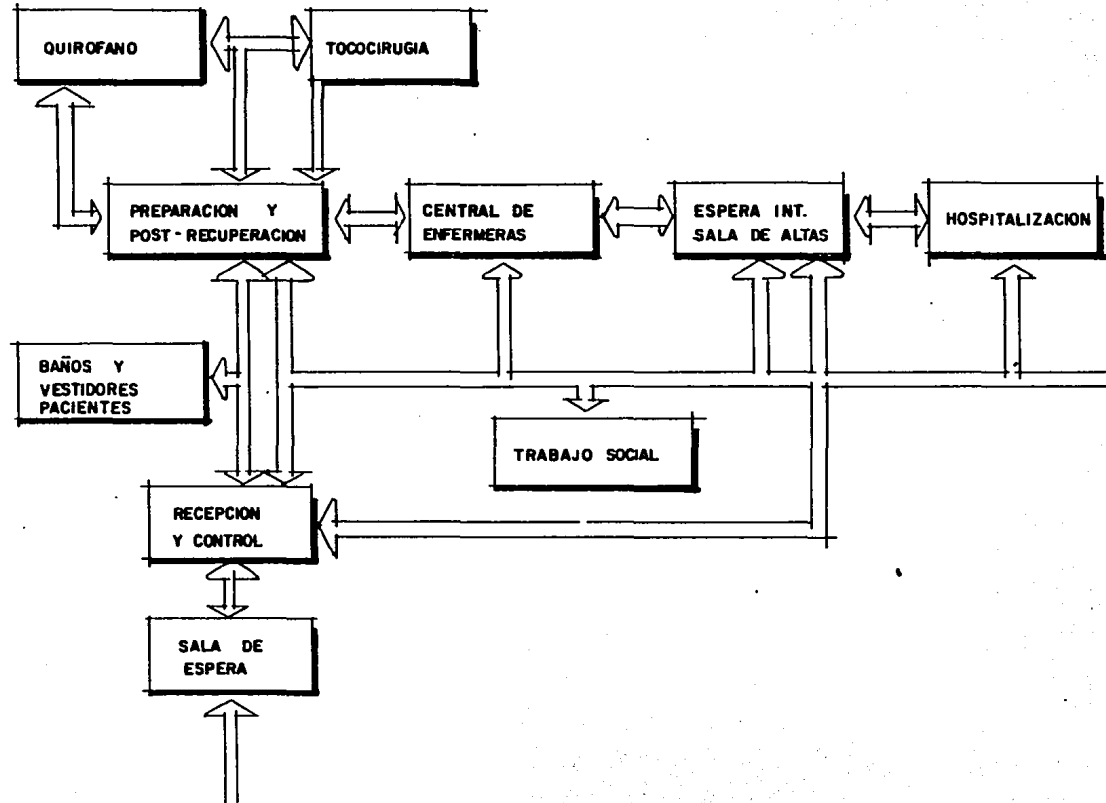 QUIROFANO
TOCOCIRUGIA
PREPARACION Y
POST-RECUPERACION
CENTRAL DE
ENFERMERAS
ESPERA INT.
SALA DE ALTAS
HOSPITALIZACION
BAÑOS Y
VESTIDORES
PACIENTES
TRABAJO SOCIAL
RECEPCION
Y CONTROL
SALA DE
ESPERA